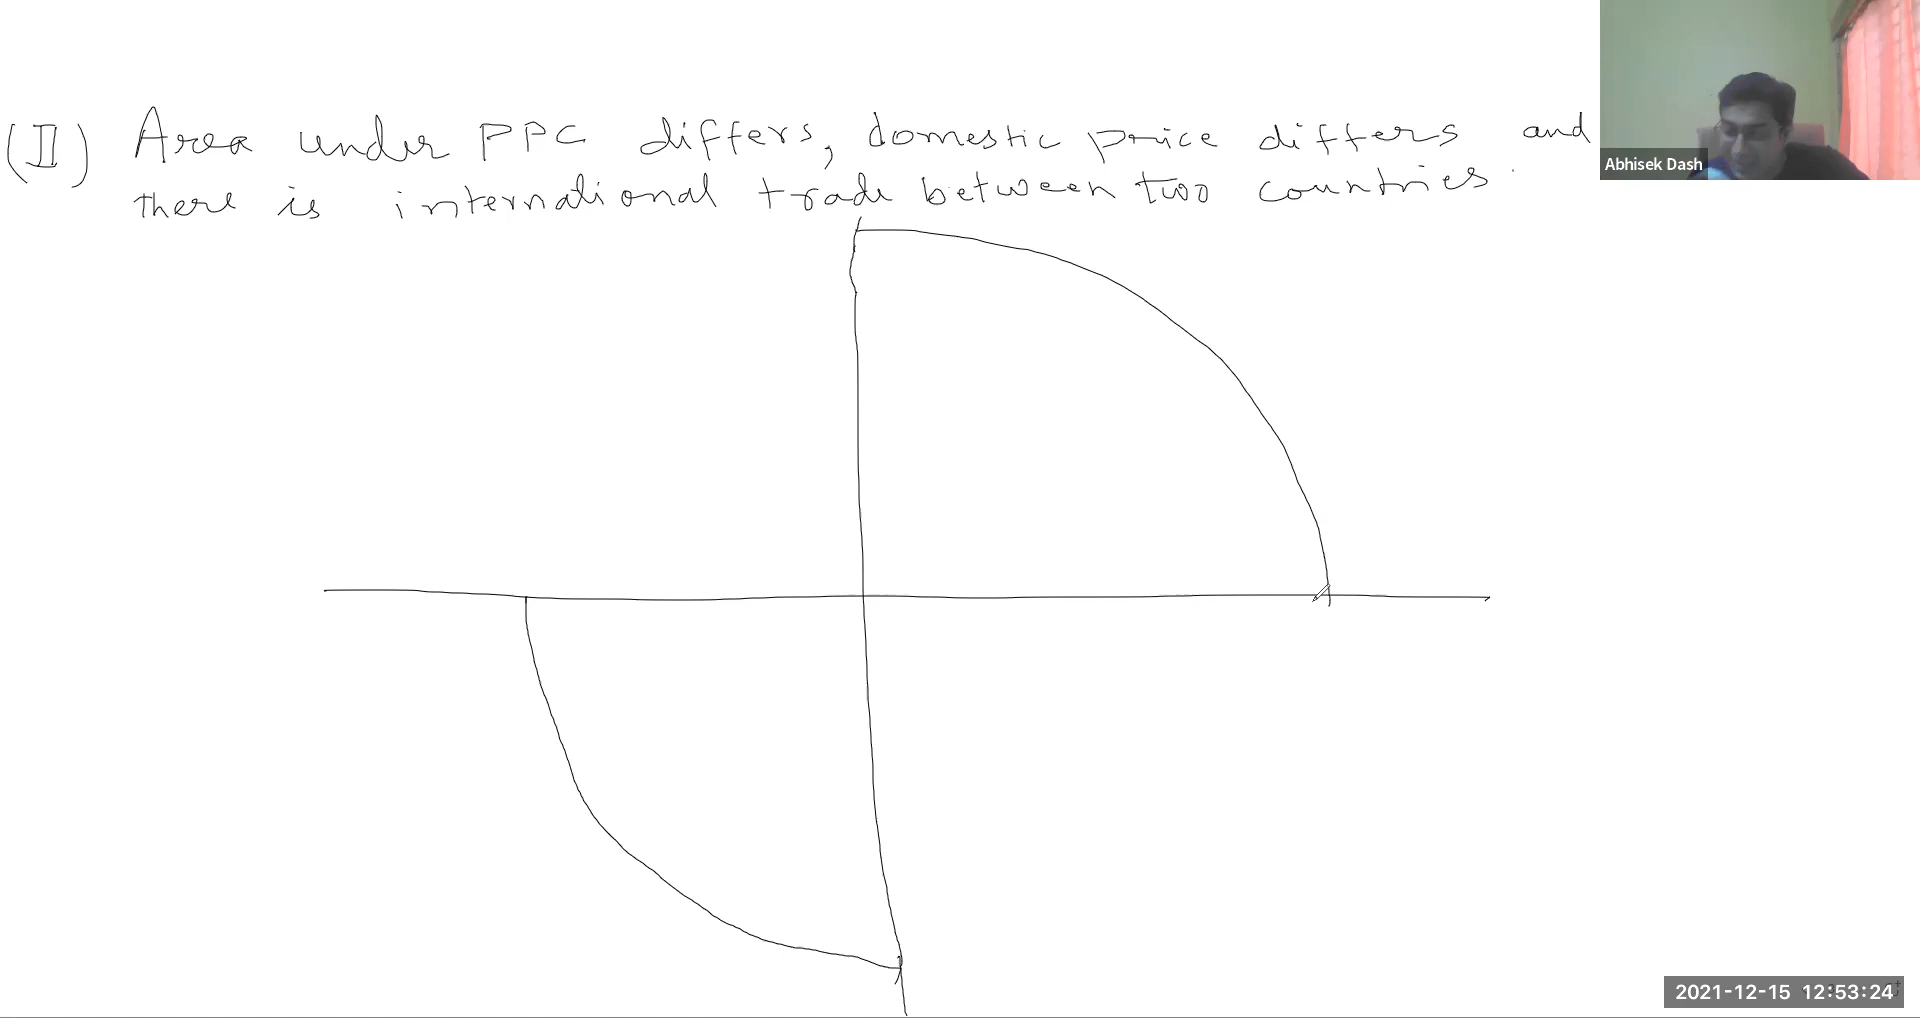 (II) Area under PPC differs, domestic price differs and
there is international trade between two countries.
Abhisek Dash
2021-12-15 12:53:24